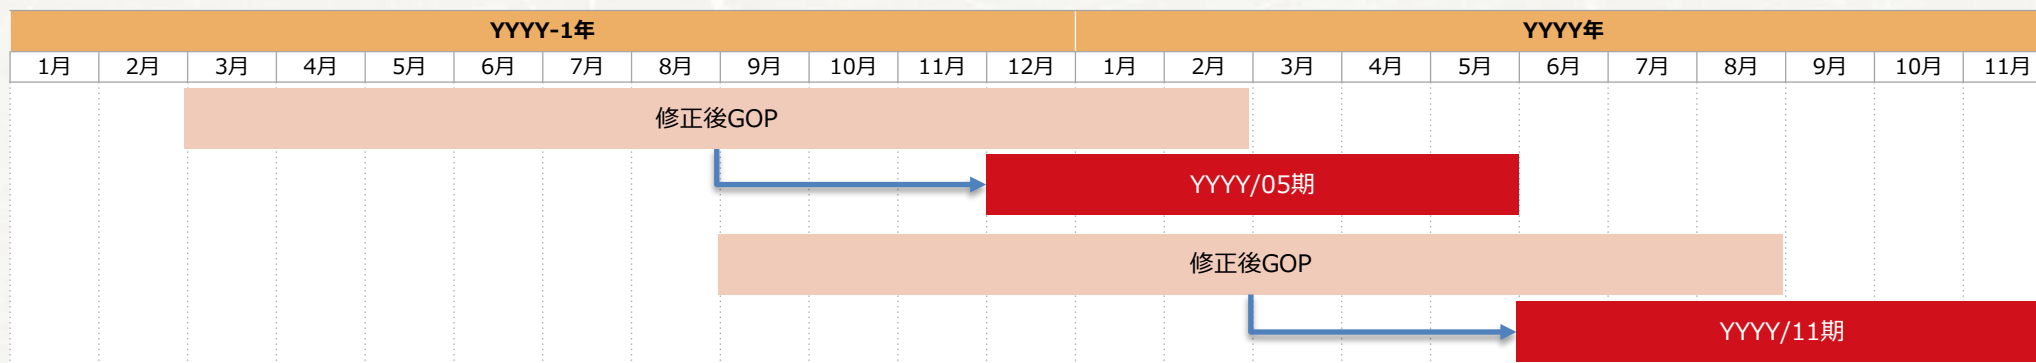 YYYY-1年 YYYY年
1月 2月 3月 4月 5月 6月 7月 8月 9月 10月 11月 12月 1月 2月 3月 4月 5月 6月 7月 8月 9月 10月 11月
修正後GOP
YYYY/05期
修正後GOP
YYYY/11期